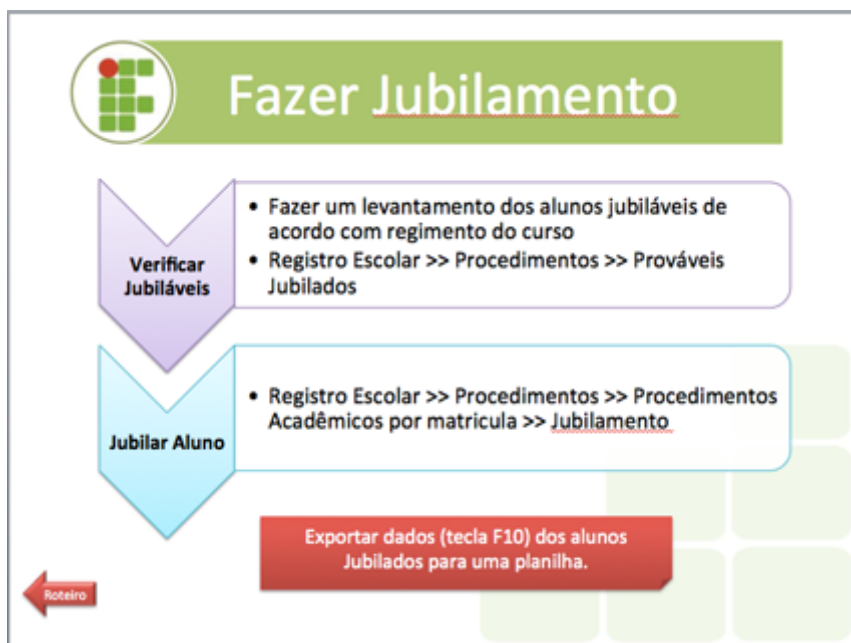 Fazer Jubilamento
Verificar
Jubiláveis
• Fazer um levantamento dos alunos jubiláveis de
acordo com regimento do curso
• Registro Escolar >> Procedimentos >> Prováveis
Jubilados
Jubilar Aluno
• Registro Escolar >> Procedimentos >> Procedimentos
Acadêmicos por matricula >> Jubilamento
Exportar dados (tecla F10) dos alunos
Jubilados para uma planilha.
Roteiro